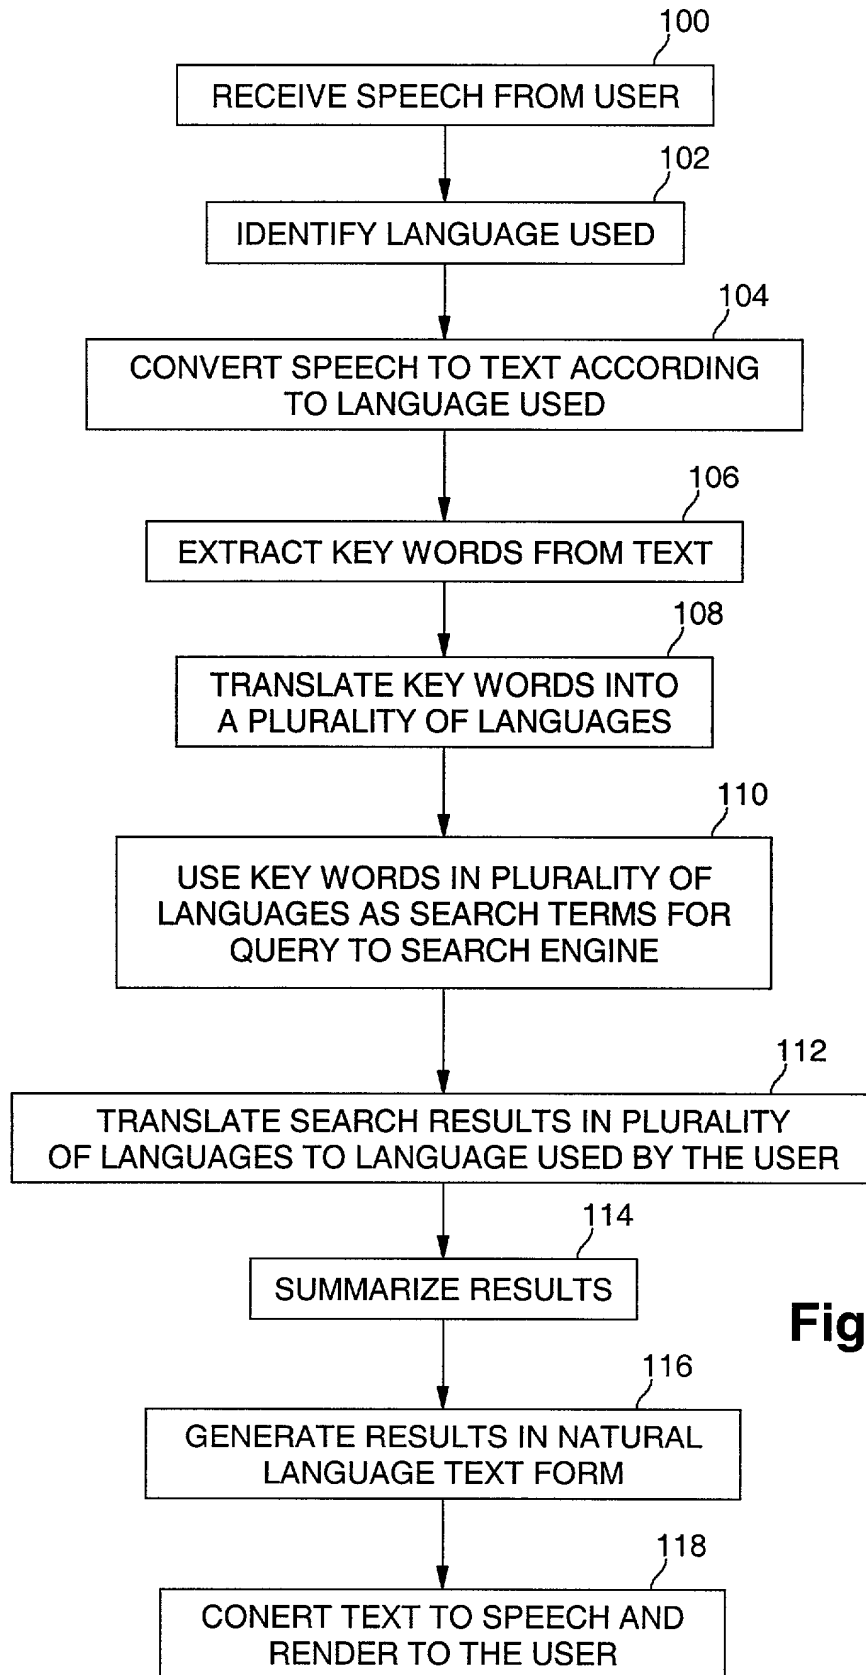 100
RECEIVE SPEECH FROM USER
102
IDENTIFY LANGUAGE USED
104
CONVERT SPEECH TO TEXT ACCORDING
TO LANGUAGE USED
106
EXTRACT KEY WORDS FROM TEXT
108
TRANSLATE KEY WORDS INTO
A PLURALITY OF LANGUAGES
110
USE KEY WORDS IN PLURALITY OF
LANGUAGES AS SEARCH TERMS FOR
QUERY TO SEARCH ENGINE
112
TRANSLATE SEARCH RESULTS IN PLURALITY
OF LANGUAGES TO LANGUAGE USED BY THE USER
114
SUMMARIZE RESULTS
Fig
116
GENERATE RESULTS IN NATURAL
LANGUAGE TEXT FORM
118
CONERT TEXT TO SPEECH AND
RENDER TO THE USER